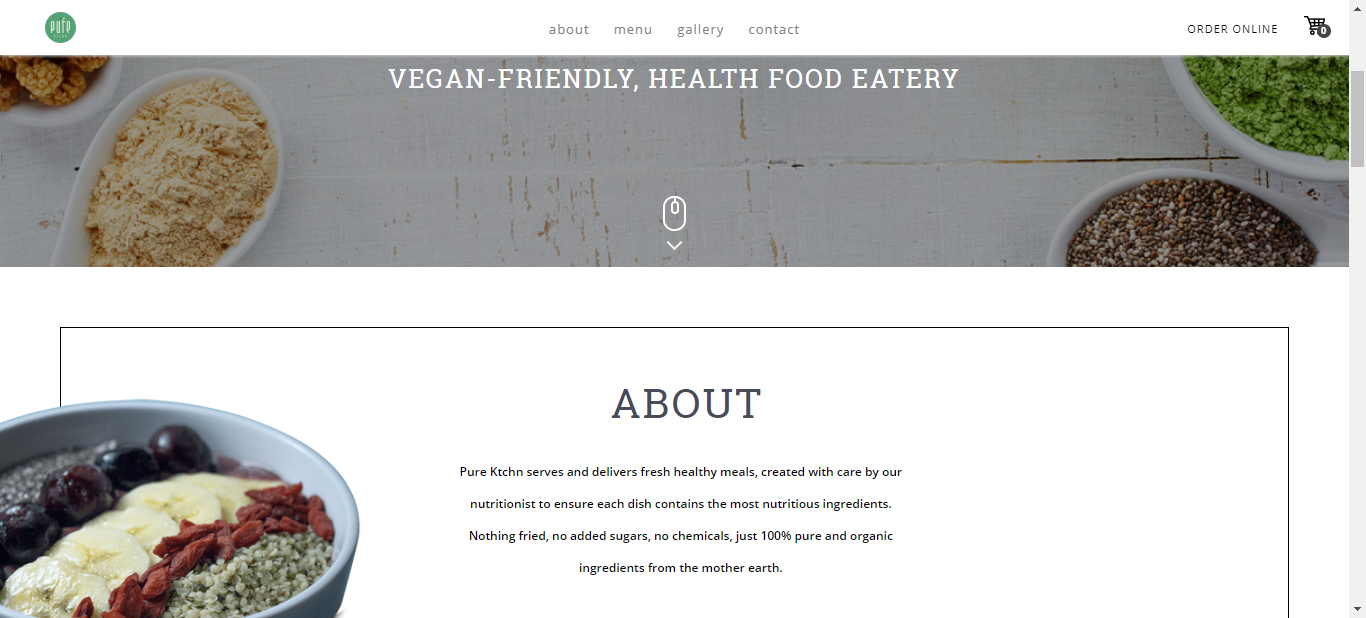 pure
about menu gallery contact
ORDER ONLINE
0
VEGAN-FRIENDLY, HEALTH FOOD EATERY
ABOUT
Pure Ktchn serves and delivers fresh healthy meals, created with care by our
nutritionist to ensure each dish contains the most nutritious ingredients.
Nothing fried, no added sugars, no chemicals, just 100% pure and organic
ingredients from the mother earth.